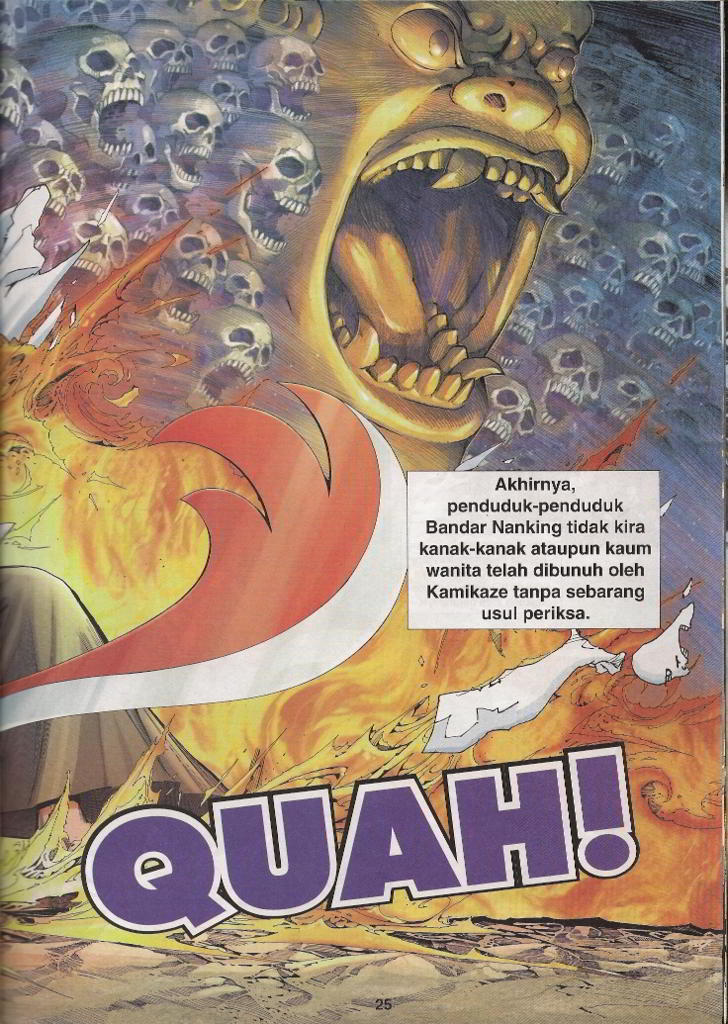 Akhirnya,
penduduk-penduduk
Bandar Nanking tidak kira
kanak-kanak ataupun kaum
wanita telah dibunuh oleh
Kamikaze tanpa sebarang
usul periksa.
QUAH!
25